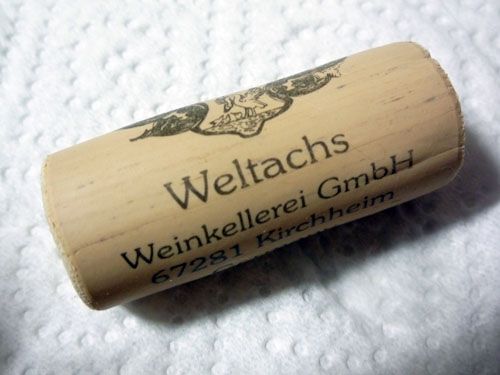 Weltachs
Weinkellerei GmbH
67281 Kirchheim